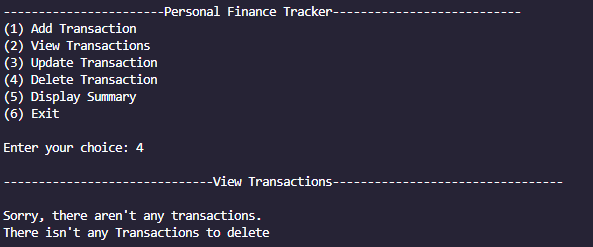 -----------------------Personal Finance Tracker---------------------------
(1) Add Transaction
(2) View Transactions
(3) Update Transaction
(4) Delete Transaction
(5) Display Summary
(6) Exit
Enter your choice: 4
------------------------------View Transactions---------------------------------
Sorry, there aren't any transactions.
There isn't any Transactions to delete